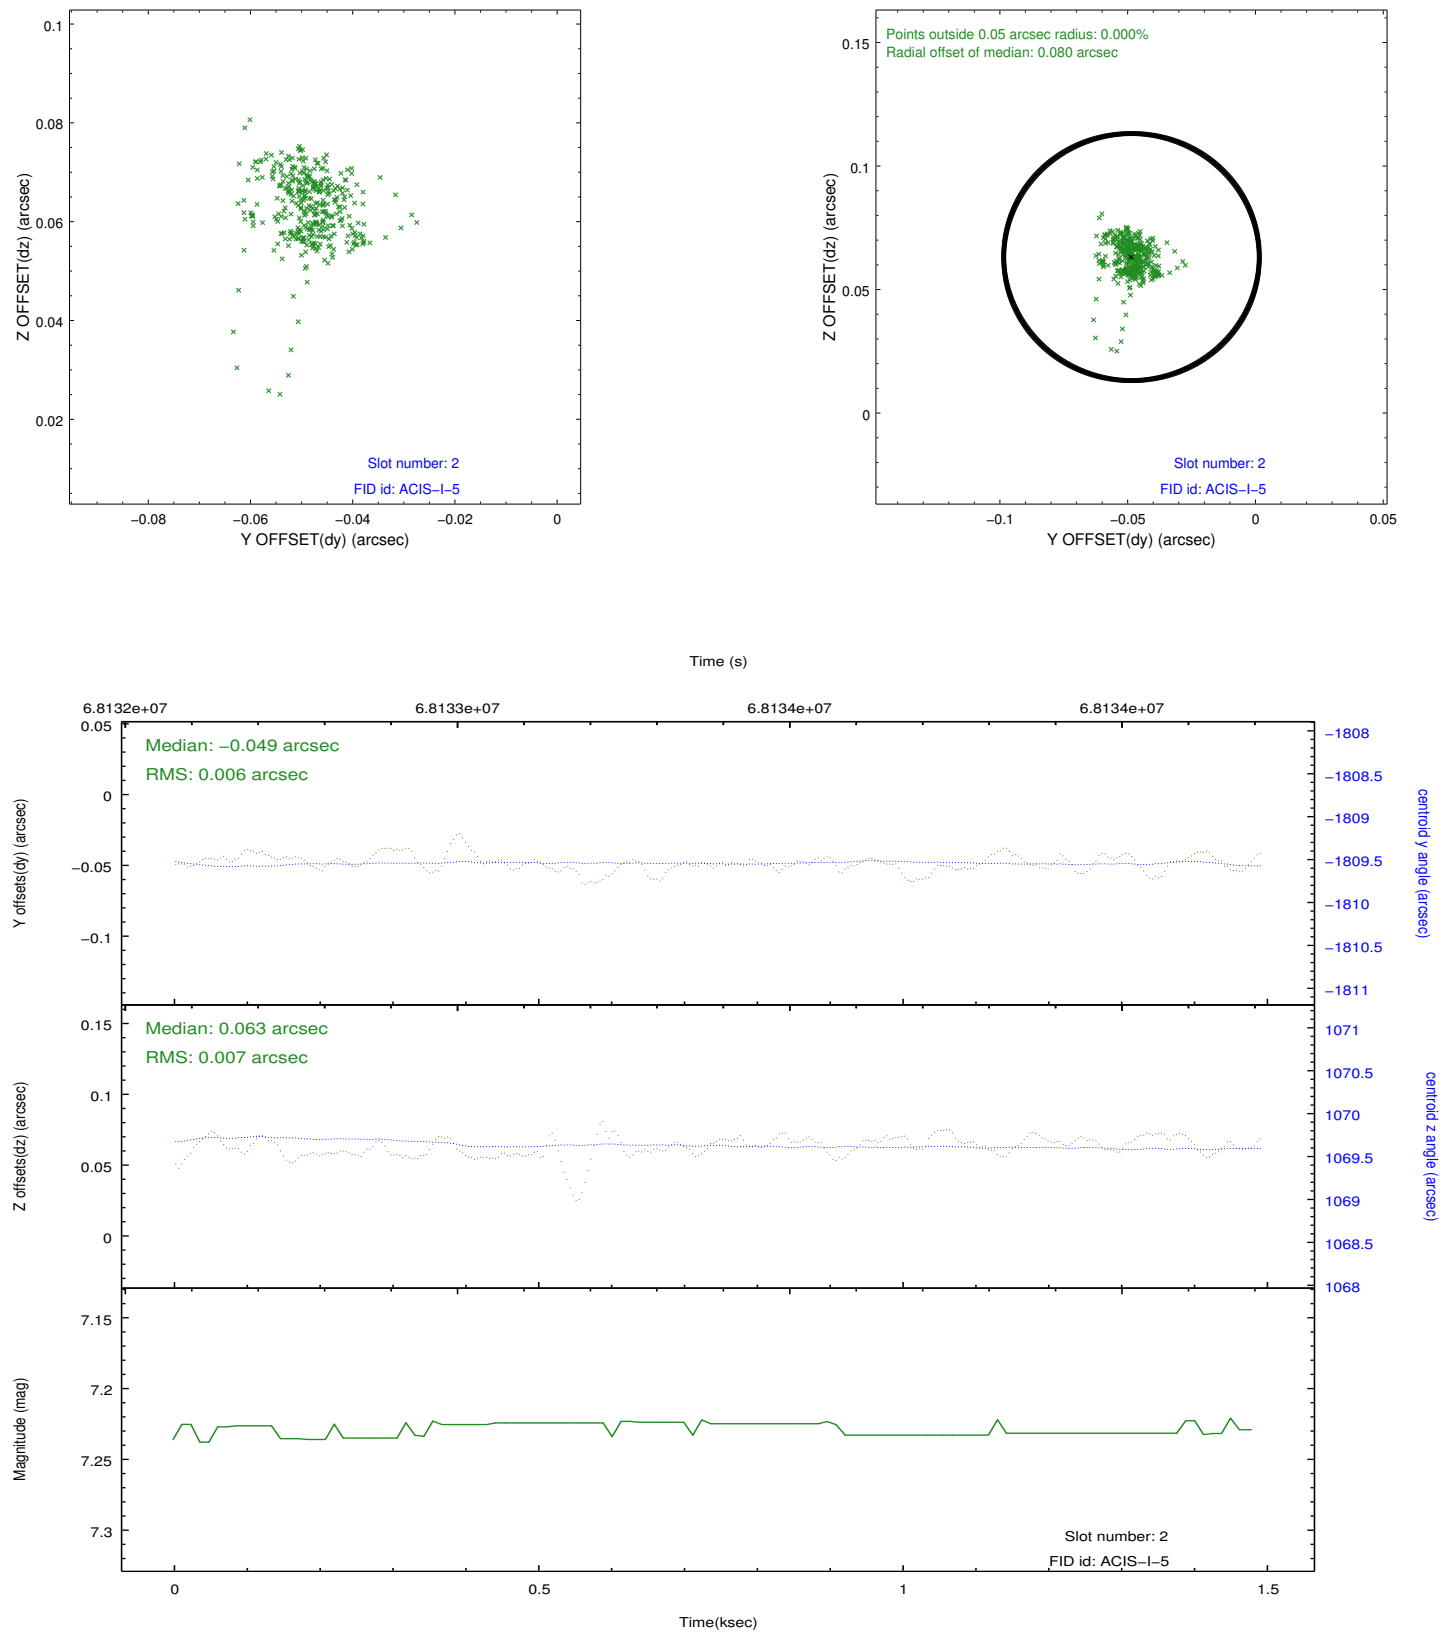 0.1
0.08
0.06
0.04
0.02
Z OFFSET(dz) (arcsec)
Slot number: 2
FID id: ACIS−I−5
−0.08 −0.06 −0.04 −0.02 0
Y OFFSET(dy) (arcsec)
Points outside 0.05 arcsec radius: 0.000%
Radial offset of median: 0.080 arcsec
0.15
0.1
0.05
0
Z OFFSET(dz) (arcsec)
Slot number: 2
FID id: ACIS−I−5
−0.1 −0.05 0 0.05
Y OFFSET(dy) (arcsec)
Time (s)
6.8132e+07 6.8133e+07 6.8134e+07 6.8134e+07
Median: −0.049 arcsec
RMS: 0.006 arcsec
0.05
0
−0.05
−0.1
Y offsets(dy) (arcsec)
−1808
−1808.5
−1809
−1809.5
−1810
−1810.5
−1811
centroid y angle (arcsec)
Median: 0.063 arcsec
RMS: 0.007 arcsec
0.15
0.1
0.05
0
Z offsets(dz) (arcsec)
1071
1070.5
1070
1069.5
1069
1068.5
1068
centroid z angle (arcsec)
7.15
7.2
7.25
7.3
Magnitude (mag)
Slot number: 2
FID id: ACIS−I−5
0 0.5 1 1.5
Time(ksec)